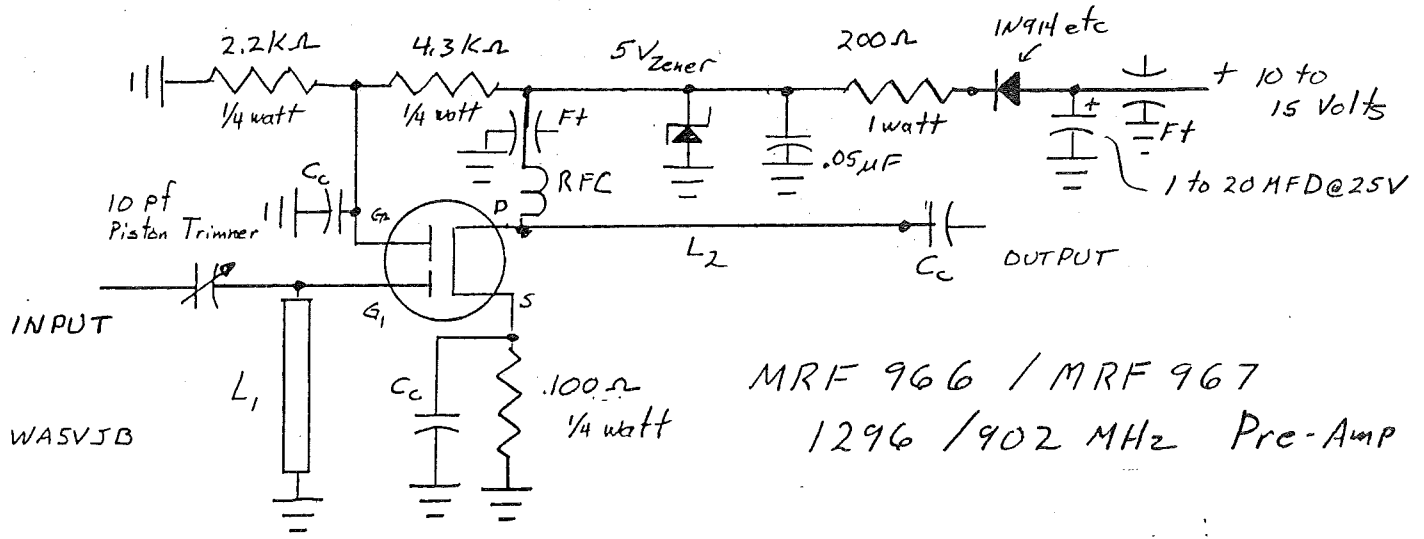 2.2KΩ
1/4 watt
4.3KΩ
1/4 watt
5V Zener
200Ω
1 watt
1N914 etc
+ 10 to
15 Volts
Ft
Ft
.05µF
1 to 20 MFD@25V
RFC
Cc
10 pf
Piston Trimmer
G2
D
G1
S
L2
Cc
OUTPUT
INPUT
L1
Cc
.100Ω
1/4 watt
WA5VJB
MRF 966 / MRF 967
1296 / 902 MHz Pre-Amp